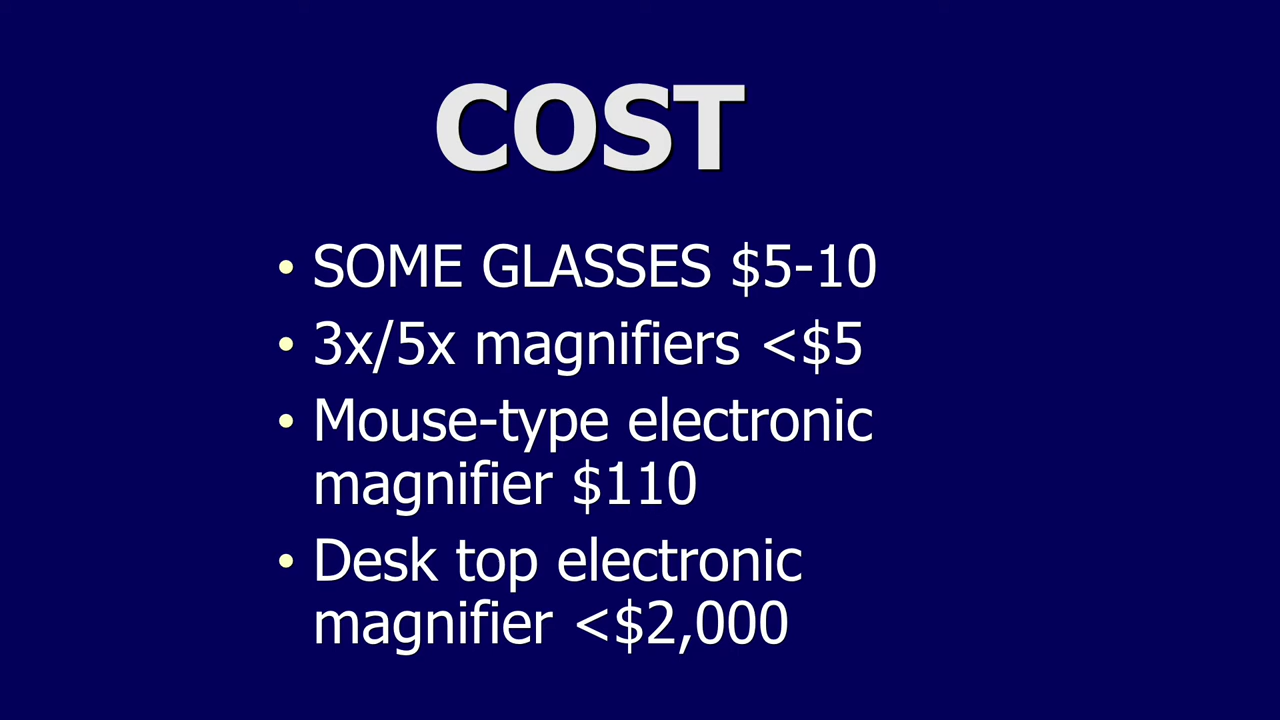 COST
• SOME GLASSES $5-10
• 3x/5x magnifiers <$5
• Mouse-type electronic
magnifier $110
• Desk top electronic
magnifier <$2,000